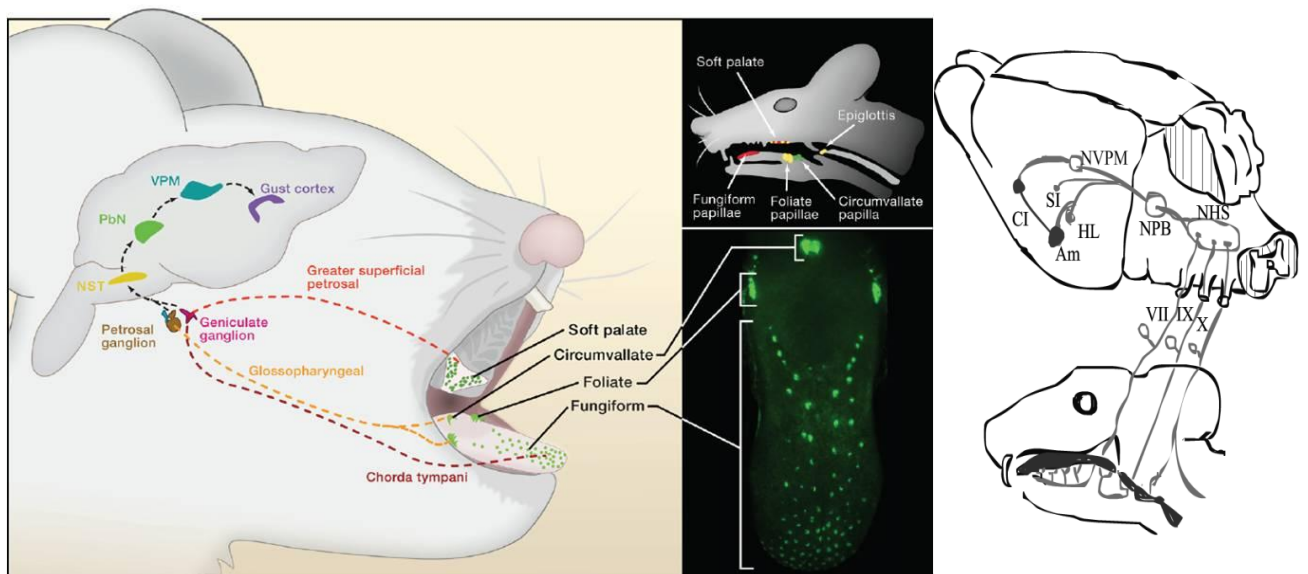 VPM
Gust cortex
PbN
NST
Petrosal
ganglion
Geniculate
ganglion
Greater superficial
petrosal
Glossopharyngeal
Chorda tympani
Soft palate
Circumvallate
Foliate
Fungiform
Soft palate
Epiglottis
Fungiform
papillae
Foliate
papillae
Circumvallate
papilla
NVPM
SI
CI
HL
Am
NPB
NHS
VII
IX
X